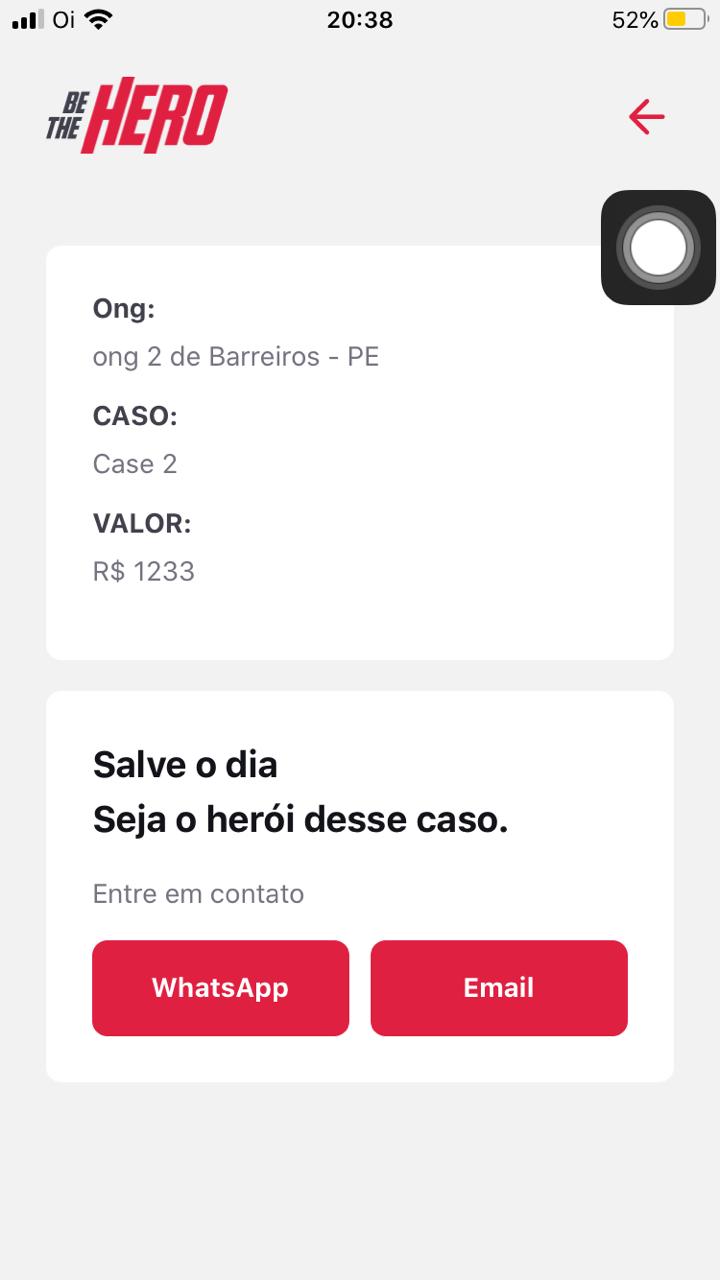 Oi
20:38
52%
BE
THE HERO
Ong:
ong 2 de Barreiros - PE
CASO:
Case 2
VALOR:
R$ 1233
Salve o dia
Seja o herói desse caso.
Entre em contato
WhatsApp
Email